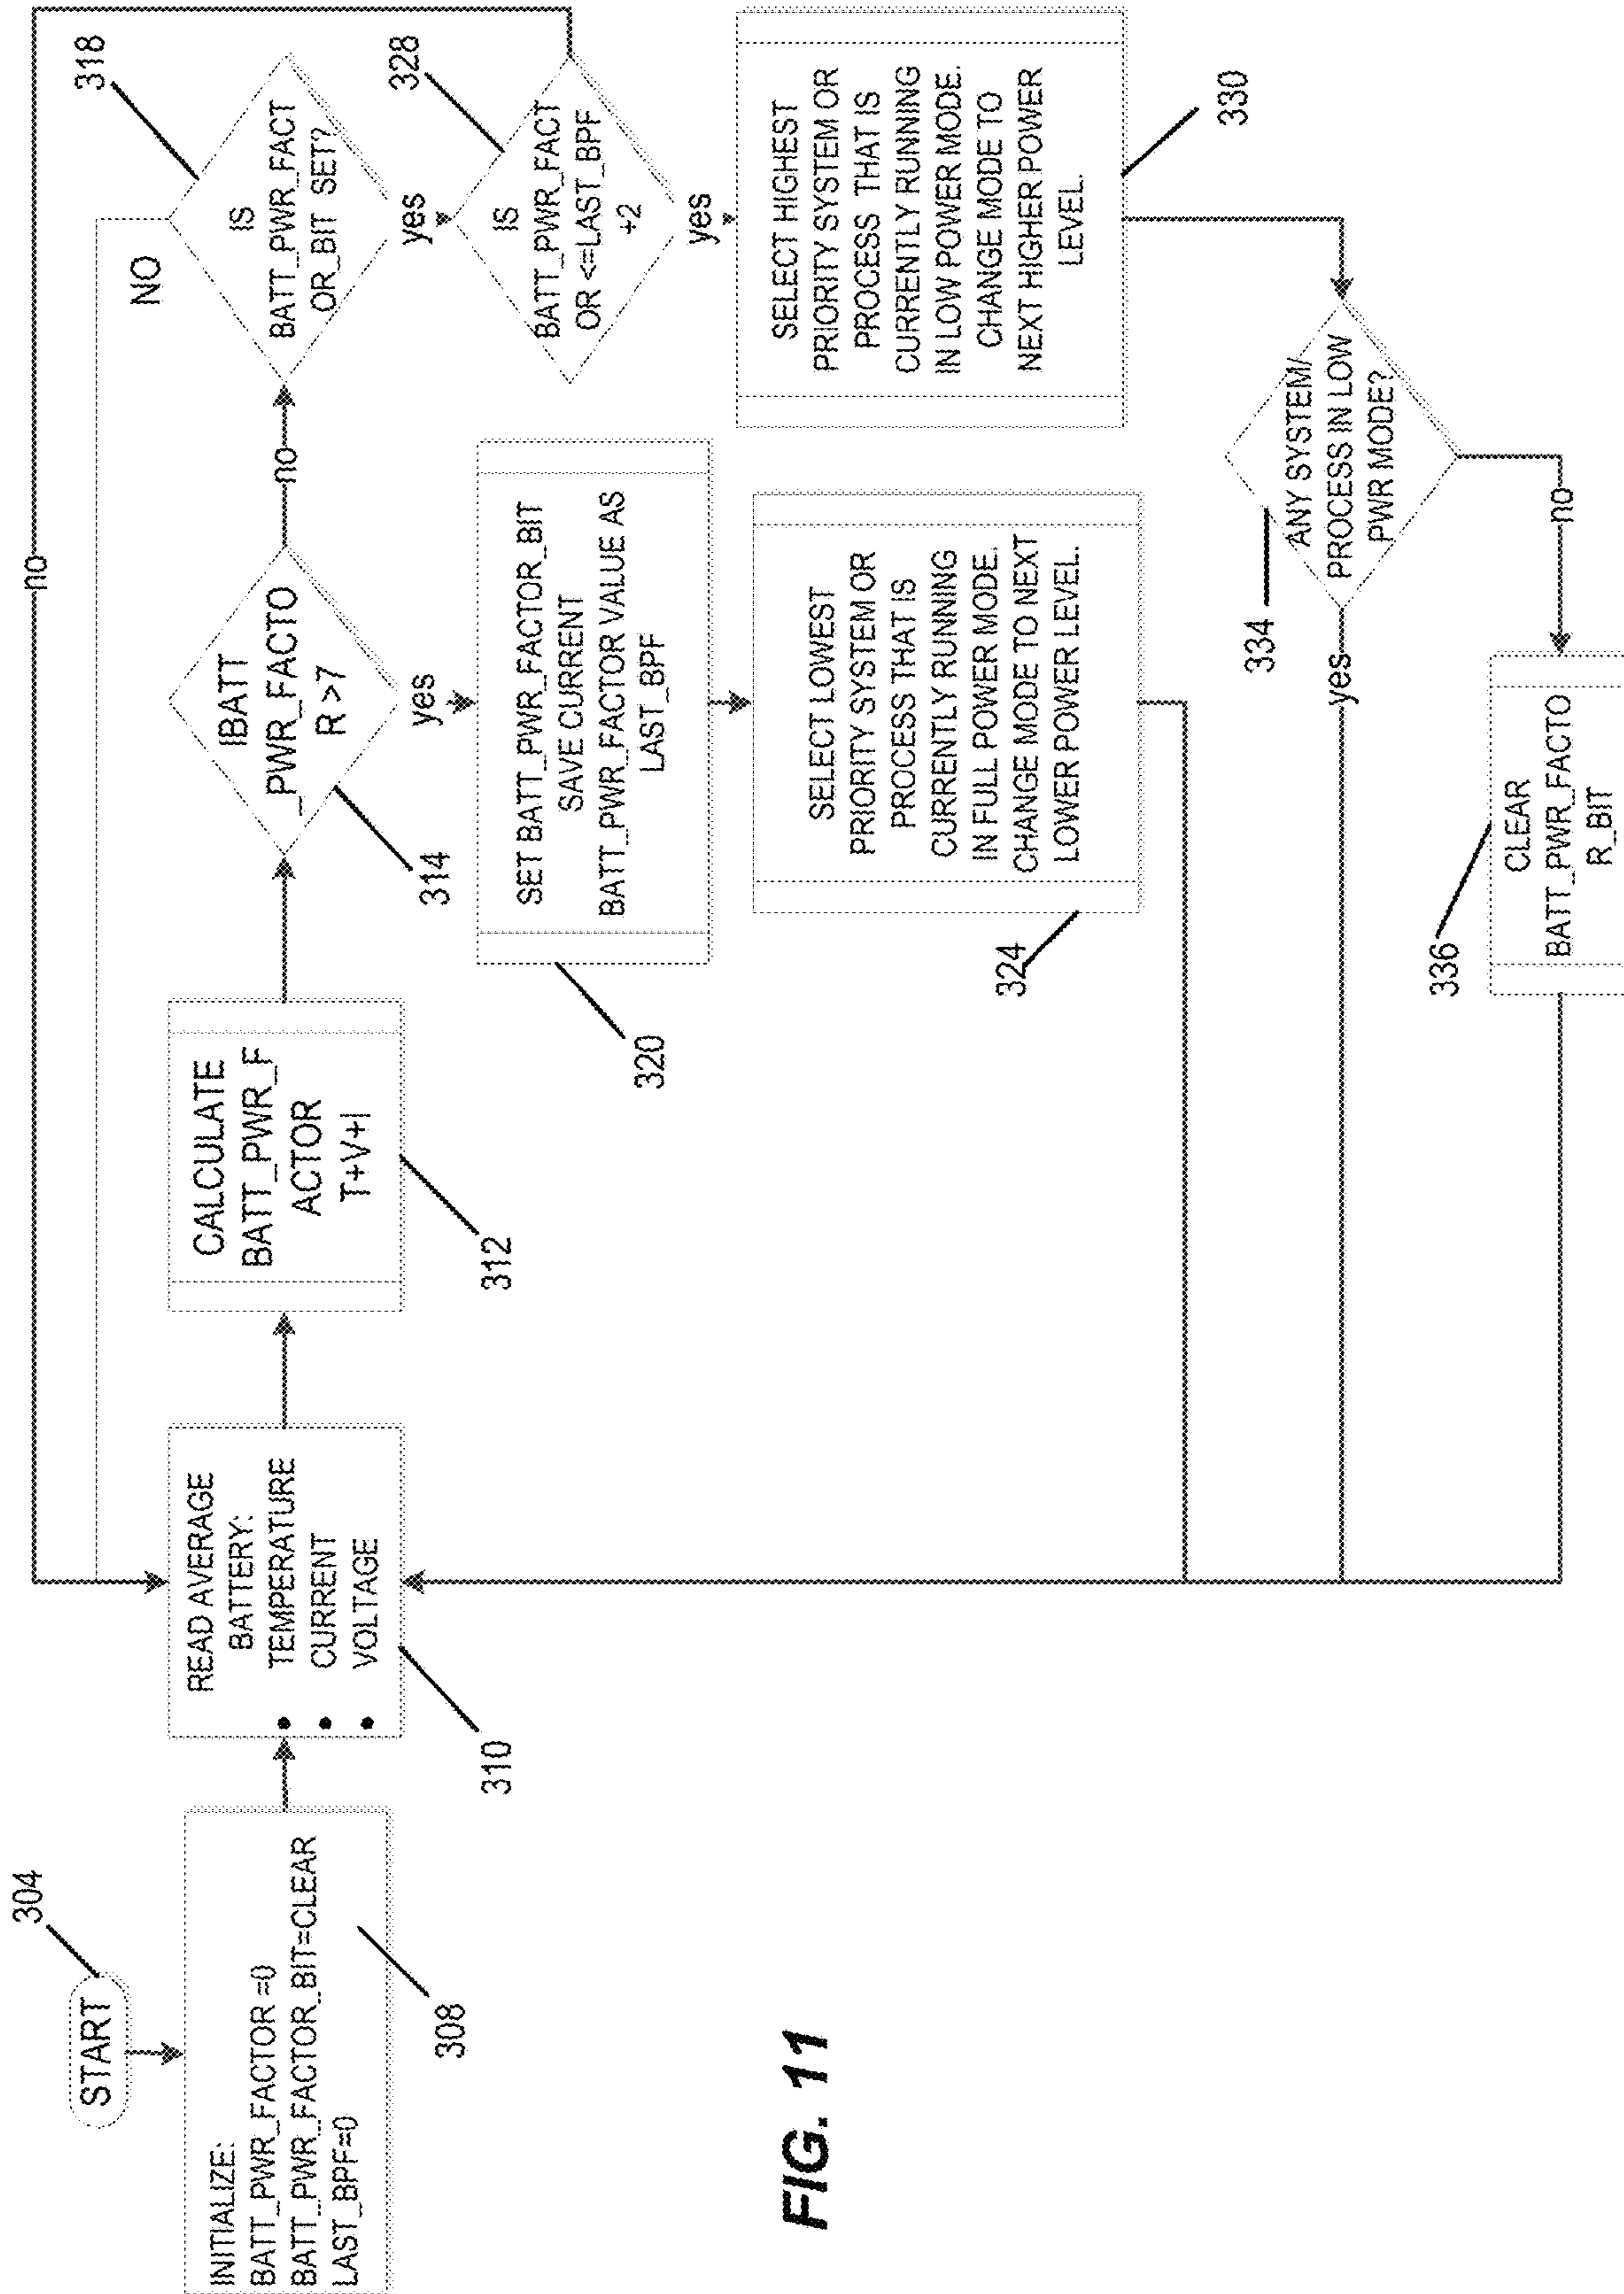 304
START
INITIALIZE:
BATT_PWR_FACTOR =0
BATT_PWR_FACTOR_BIT=CLEAR
LAST_BPF=0
308
READ AVERAGE
BATTERY:
• TEMPERATURE
• CURRENT
• VOLTAGE
310
CALCULATE
BATT_PWR_F
ACTOR
T+V+I
312
IBATT
_PWR_FACTO
R >7
314
no
yes
NO
no
IS
BATT_PWR_FACT
OR_BIT SET?
318
yes
SET BATT_PWR_FACTOR_BIT
SAVE CURRENT
BATT_PWR_FACTOR VALUE AS
LAST_BPF
320
IS
BATT_PWR_FACT
OR <=LAST_BPF
+2
328
yes
SELECT LOWEST
PRIORITY SYSTEM OR
PROCESS THAT IS
CURRENTLY RUNNING
IN FULL POWER MODE.
CHANGE MODE TO NEXT
LOWER POWER LEVEL.
324
SELECT HIGHEST
PRIORITY SYSTEM OR
PROCESS THAT IS
CURRENTLY RUNNING
IN LOW POWER MODE.
CHANGE MODE TO
NEXT HIGHER POWER
LEVEL.
330
ANY SYSTEM/
PROCESS IN LOW
PWR MODE?
334
yes
no
CLEAR
BATT_PWR_FACTO
R_BIT
336
FIG. 11